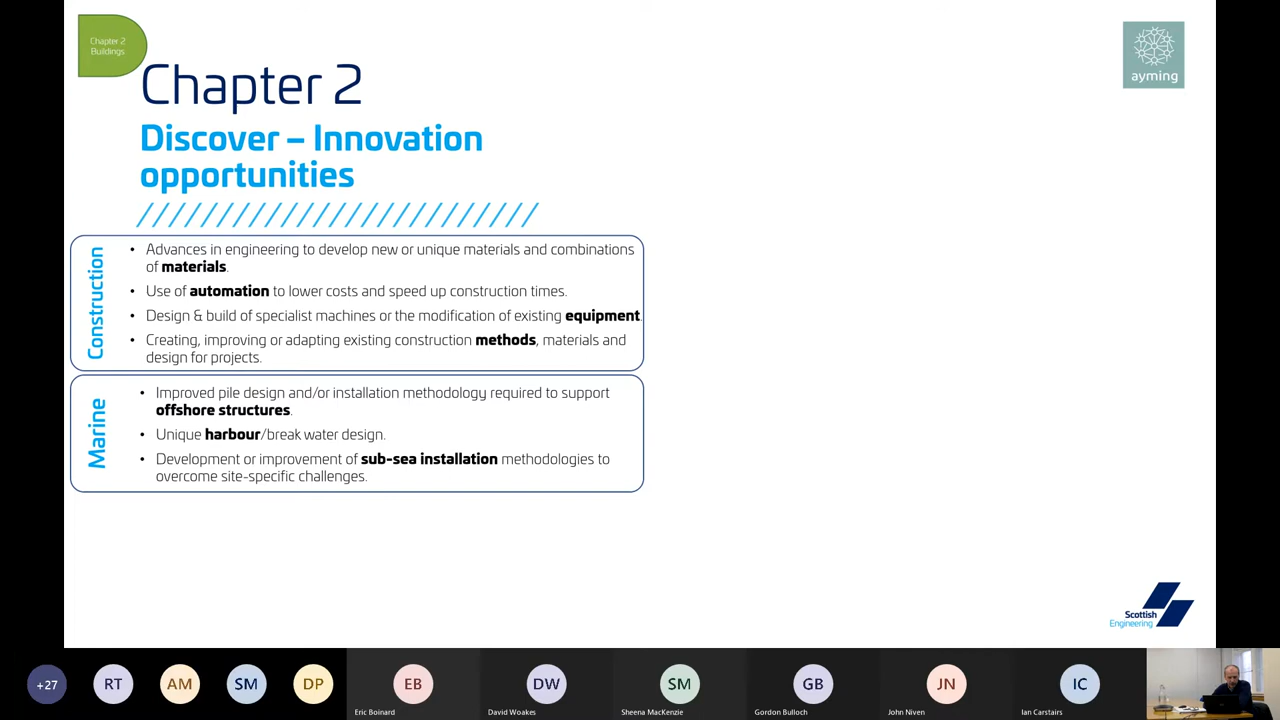 Chapter 2
Buildings
ayming
Chapter 2
Discover – Innovation
opportunities
Construction
• Advances in engineering to develop new or unique materials and combinations
of materials.
• Use of automation to lower costs and speed up construction times.
• Design & build of specialist machines or the modification of existing equipment.
• Creating, improving or adapting existing construction methods, materials and
design for projects.
Marine
• Improved pile design and/or installation methodology required to support
offshore structures.
• Unique harbour/break water design.
• Development or improvement of sub-sea installation methodologies to
overcome site-specific challenges.
Scottish
Engineering
+27
RT
AM
SM
DP
EB
Eric Boinard
DW
David Woakes
SM
Sheena MacKenzie
GB
Gordon Bulloch
JN
John Niven
IC
Ian Carstairs